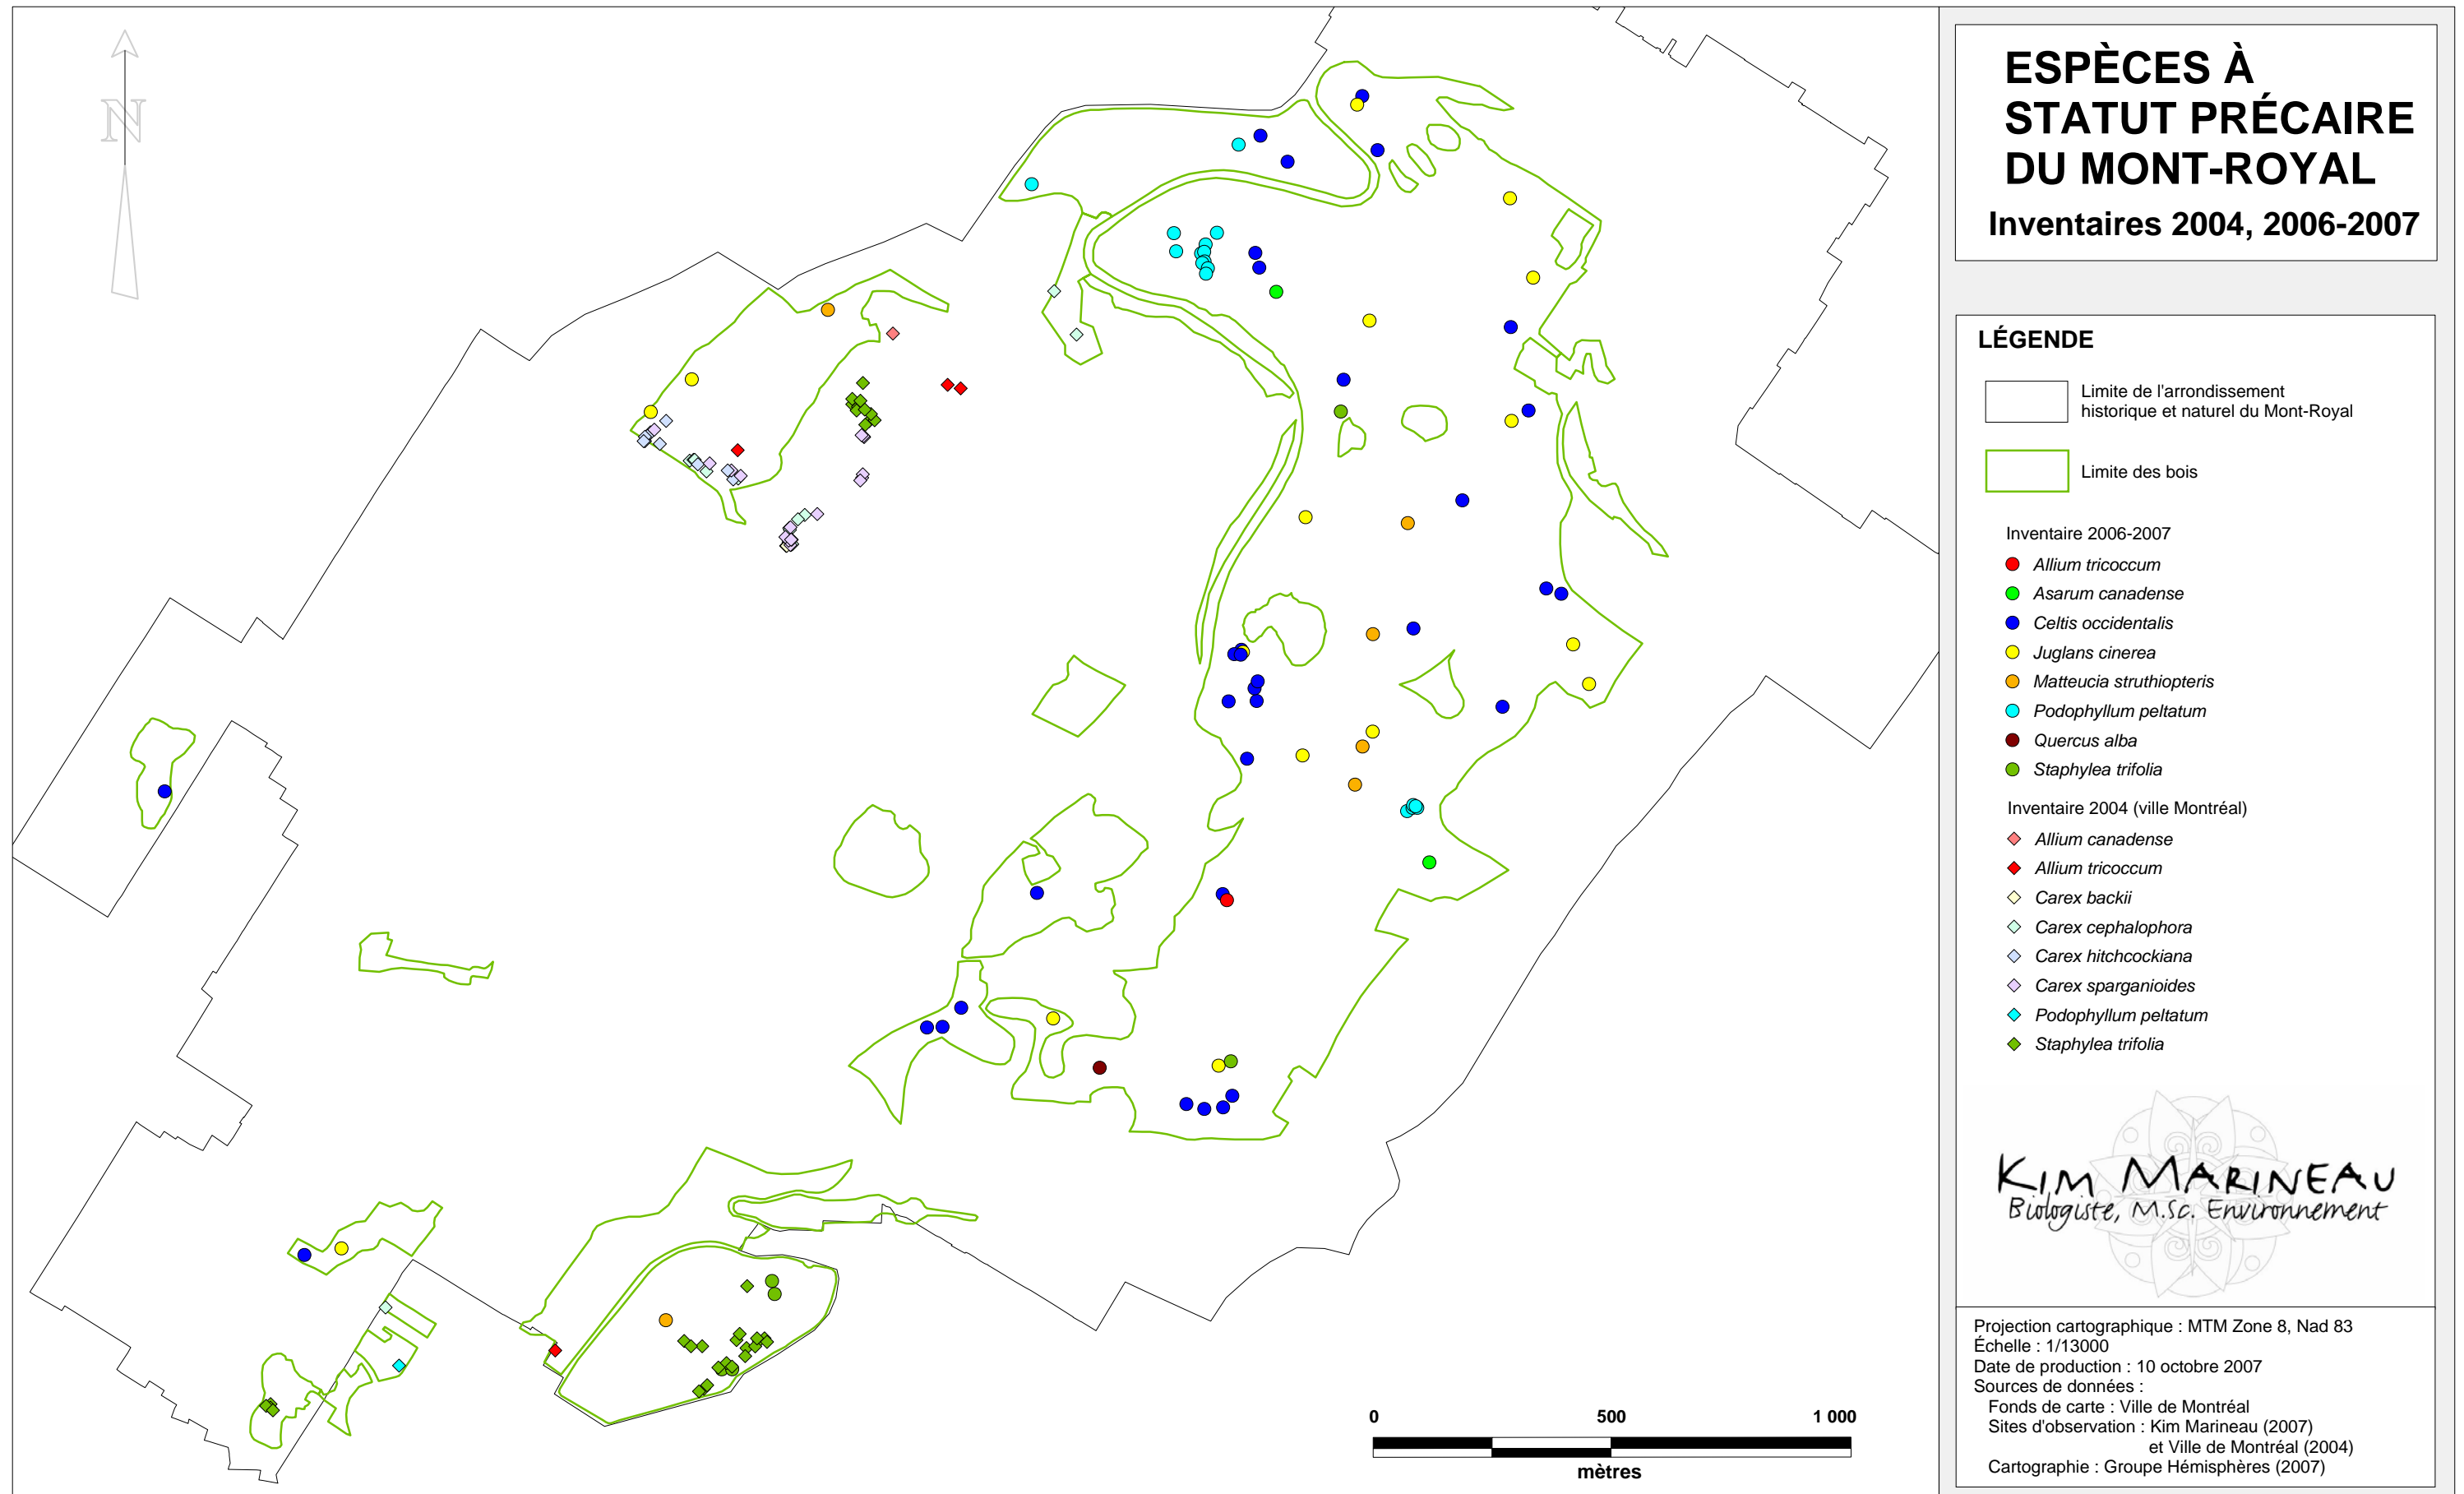 N
ESPÈCES À
STATUT PRÉCAIRE
DU MONT-ROYAL
Inventaires 2004, 2006-2007
LÉGENDE
Limite de l'arrondissement
historique et naturel du Mont-Royal
Limite des bois
Inventaire 2006-2007
Allium tricoccum
Asarum canadense
Celtis occidentalis
Juglans cinerea
Matteucia struthiopteris
Podophyllum peltatum
Quercus alba
Staphylea trifolia
Inventaire 2004 (ville Montréal)
Allium canadense
Allium tricoccum
Carex backii
Carex cephalophora
Carex hitchcockiana
Carex sparganioides
Podophyllum peltatum
Staphylea trifolia
KIM MARINEAU
Biologiste, M.Sc. Environnement
Projection cartographique : MTM Zone 8, Nad 83
Échelle : 1/13000
Date de production : 10 octobre 2007
Sources de données :
Fonds de carte : Ville de Montréal
Sites d'observation : Kim Marineau (2007)
et Ville de Montréal (2004)
Cartographie : Groupe Hémisphères (2007)
0 500 1 000
mètres